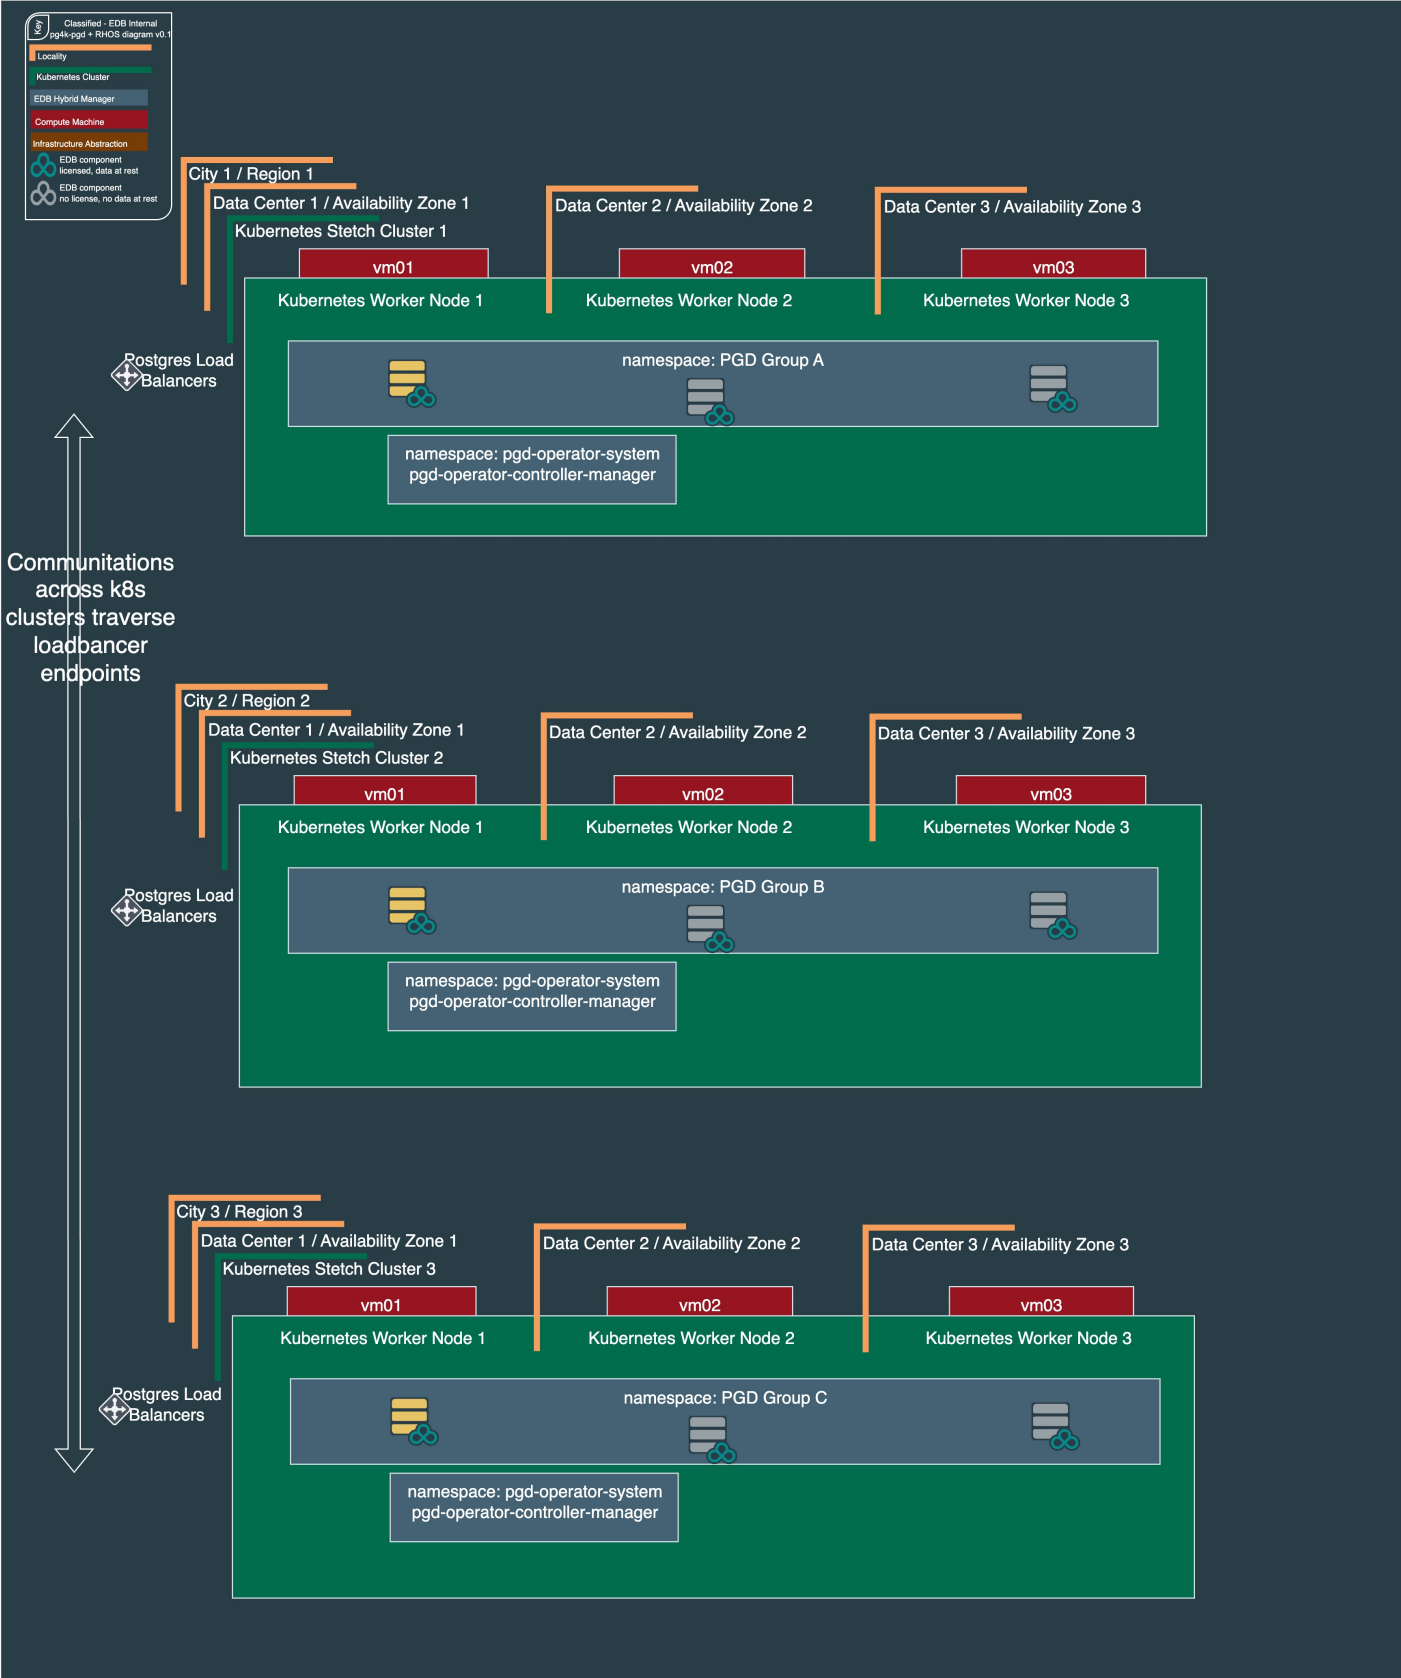 Key
Classified - EDB Internal
pg4k-pgd + RHOS diagram v0.1
Locality
Kubernetes Cluster
EDB Hybrid Manager
Compute Machine
Infrastructure Abstraction
EDB component
licensed, data at rest
EDB component
no license, no data at rest
City 1 / Region 1
Data Center 1 / Availability Zone 1
Data Center 2 / Availability Zone 2
Data Center 3 / Availability Zone 3
Kubernetes Stetch Cluster 1
vm01
vm02
vm03
Kubernetes Worker Node 1
Kubernetes Worker Node 2
Kubernetes Worker Node 3
Postgres Load
Balancers
namespace: PGD Group A
namespace: pgd-operator-system
pgd-operator-controller-manager
Communitations
across k8s
clusters traverse
loadbancer
endpoints
City 2 / Region 2
Data Center 1 / Availability Zone 1
Data Center 2 / Availability Zone 2
Data Center 3 / Availability Zone 3
Kubernetes Stetch Cluster 2
vm01
vm02
vm03
Kubernetes Worker Node 1
Kubernetes Worker Node 2
Kubernetes Worker Node 3
Postgres Load
Balancers
namespace: PGD Group B
namespace: pgd-operator-system
pgd-operator-controller-manager
City 3 / Region 3
Data Center 1 / Availability Zone 1
Data Center 2 / Availability Zone 2
Data Center 3 / Availability Zone 3
Kubernetes Stetch Cluster 3
vm01
vm02
vm03
Kubernetes Worker Node 1
Kubernetes Worker Node 2
Kubernetes Worker Node 3
Postgres Load
Balancers
namespace: PGD Group C
namespace: pgd-operator-system
pgd-operator-controller-manager